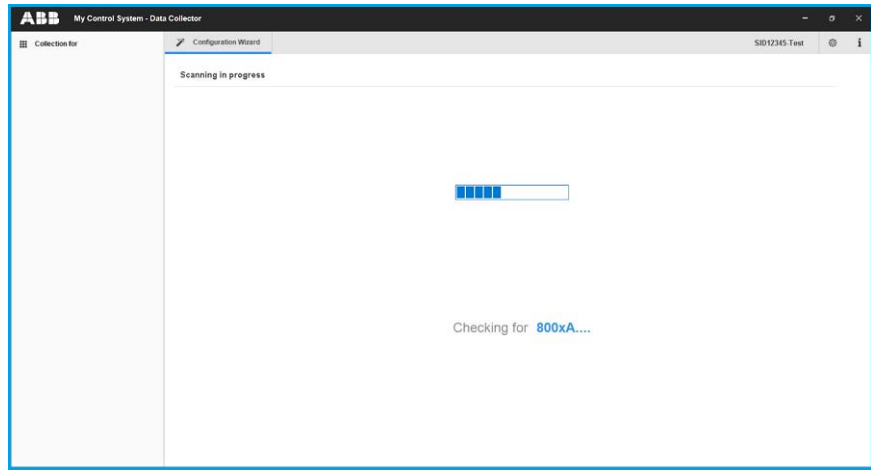 ABB My Control System - Data Collector
Collection for
Configuration Wizard
SID12345-Test
Scanning in progress
Checking for 800xA....